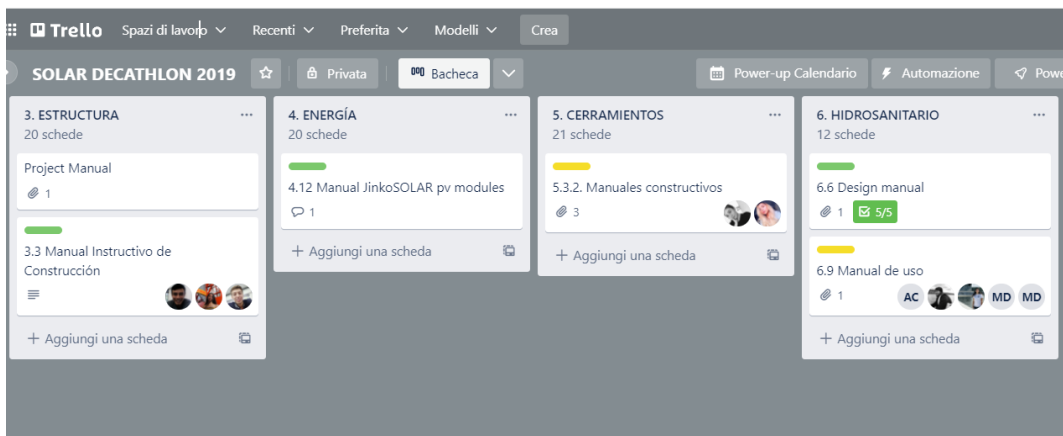 Trello Spazi di lavoro Recenti Preferita Modelli Crea
SOLAR DECATHLON 2019 Privata Bacheca Power-up Calendario Automazione Powe
3. ESTRUCTURA
20 schede
Project Manual
1
3.3 Manual Instructivo de
Construcción
+ Aggiungi una scheda
4. ENERGÍA
20 schede
4.12 Manual JinkoSOLAR pv modules
1
+ Aggiungi una scheda
5. CERRAMIENTOS
21 schede
5.3.2. Manuales constructivos
3
+ Aggiungi una scheda
6. HIDROSANITARIO
12 schede
6.6 Design manual
1 5/5
6.9 Manual de uso
1 AC MD MD
+ Aggiungi una scheda